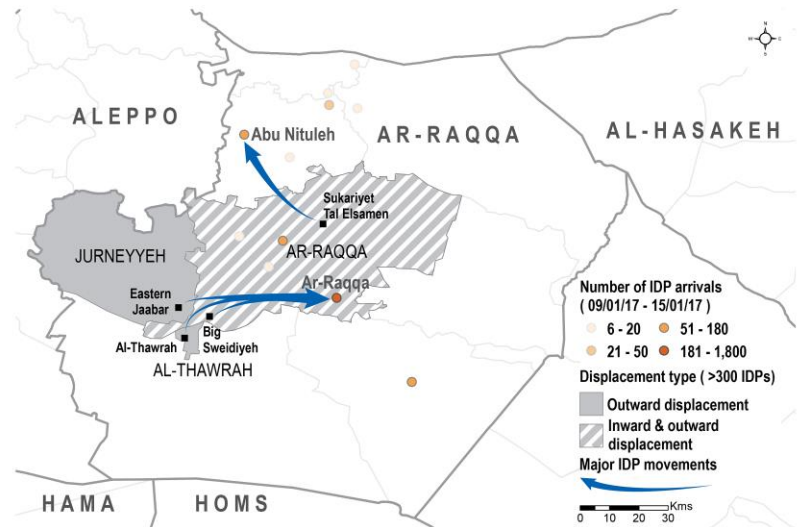 N
W
E
S
ALEPPO
Abu Nituleh
AR-RAQQA
AL-HASAKEH
Sukariyet
Tal Elsamen
JURNEYYEH
AR-RAQQA
Ar-Raqqa
Eastern
Jaabar
Al-Thawrah
Big
Sweidiyeh
AL-THAWRAH
HAMA
HOMS
Number of IDP arrivals
( 09/01/17 - 15/01/17 )
6 - 20
51 - 180
21 - 50
181 - 1,800
Displacement type ( >300 IDPs)
Outward displacement
Inward & outward
displacement
Major IDP movements
Kms
0 5 10 20 30